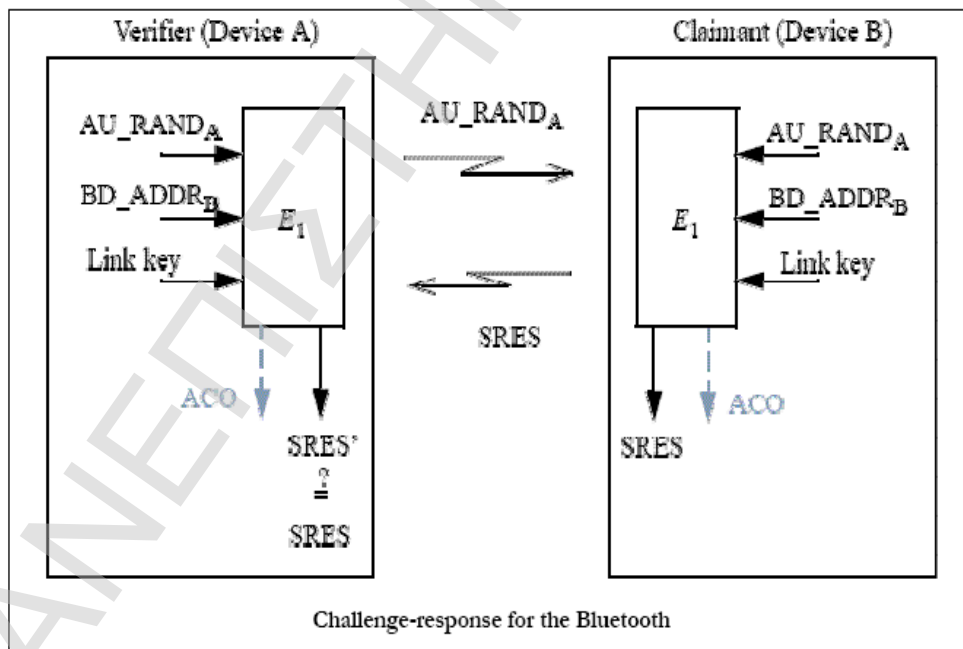 Verifier (Device A)
Claimant (Device B)
AU_RANDA
BD_ADDRB
Link key
E1
ACO
SRES’
?
=
SRES
AU_RANDA
SRES
AU_RANDA
BD_ADDRB
Link key
E1
SRES
ACO
Challenge-response for the Bluetooth
ΑΝΕΠΙΣΤΗ